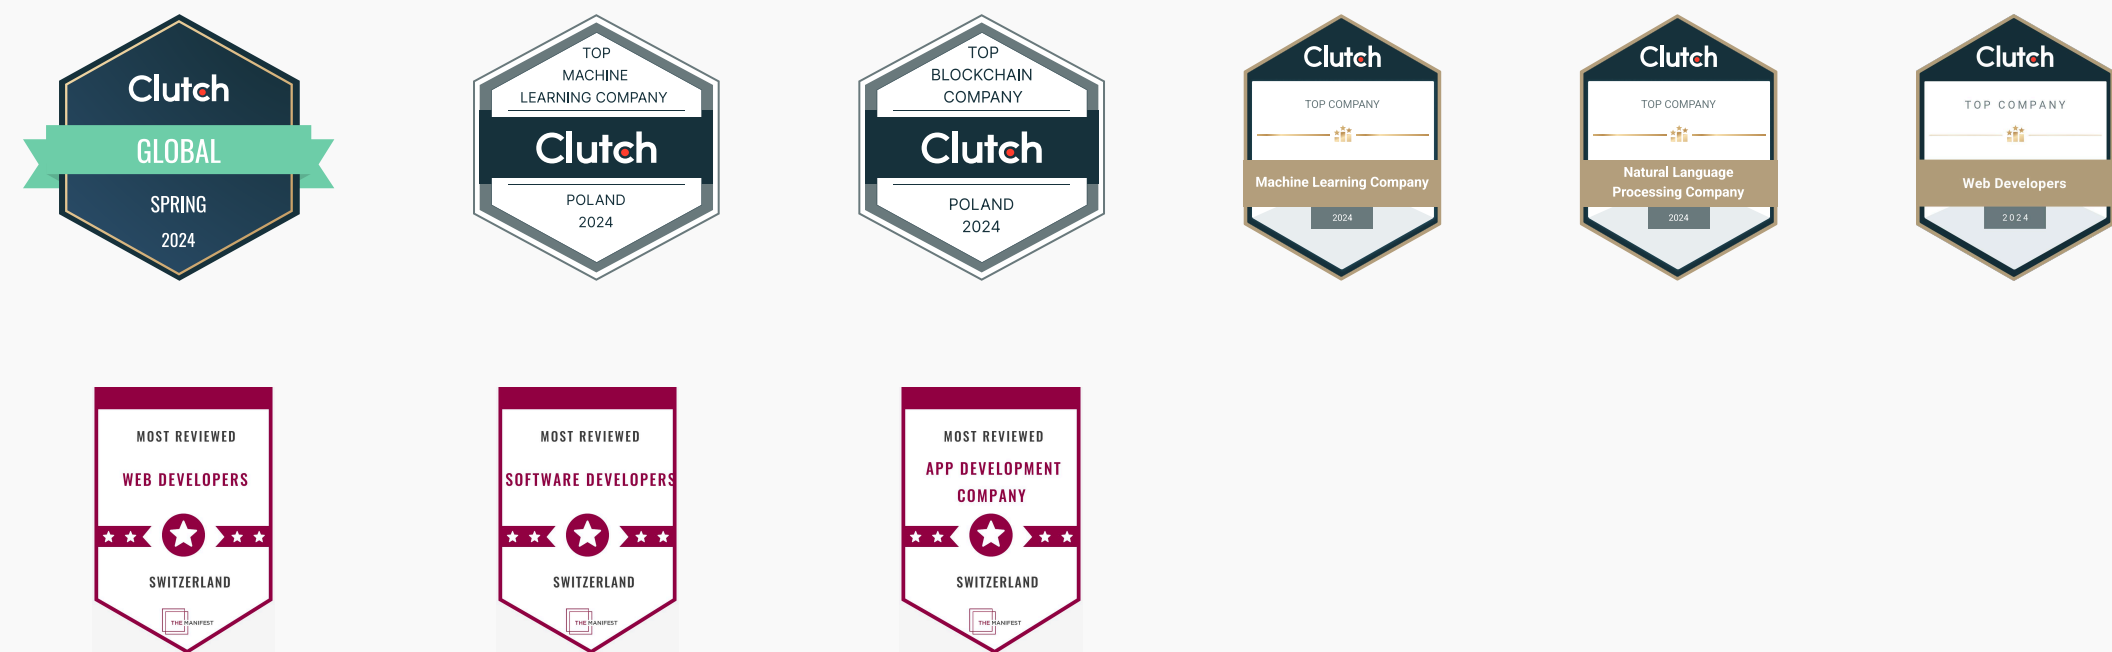 Clutch
GLOBAL
SPRING
2024
TOP
MACHINE
LEARNING COMPANY
Clutch
POLAND
2024
TOP
BLOCKCHAIN
COMPANY
Clutch
POLAND
2024
Clutch
TOP COMPANY
Machine Learning Company
2024
Clutch
TOP COMPANY
Natural Language
Processing Company
2024
Clutch
TOP COMPANY
Web Developers
2024
MOST REVIEWED
WEB DEVELOPERS
SWITZERLAND
THE MANIFEST
MOST REVIEWED
SOFTWARE DEVELOPERS
SWITZERLAND
THE MANIFEST
MOST REVIEWED
APP DEVELOPMENT
COMPANY
SWITZERLAND
THE MANIFEST